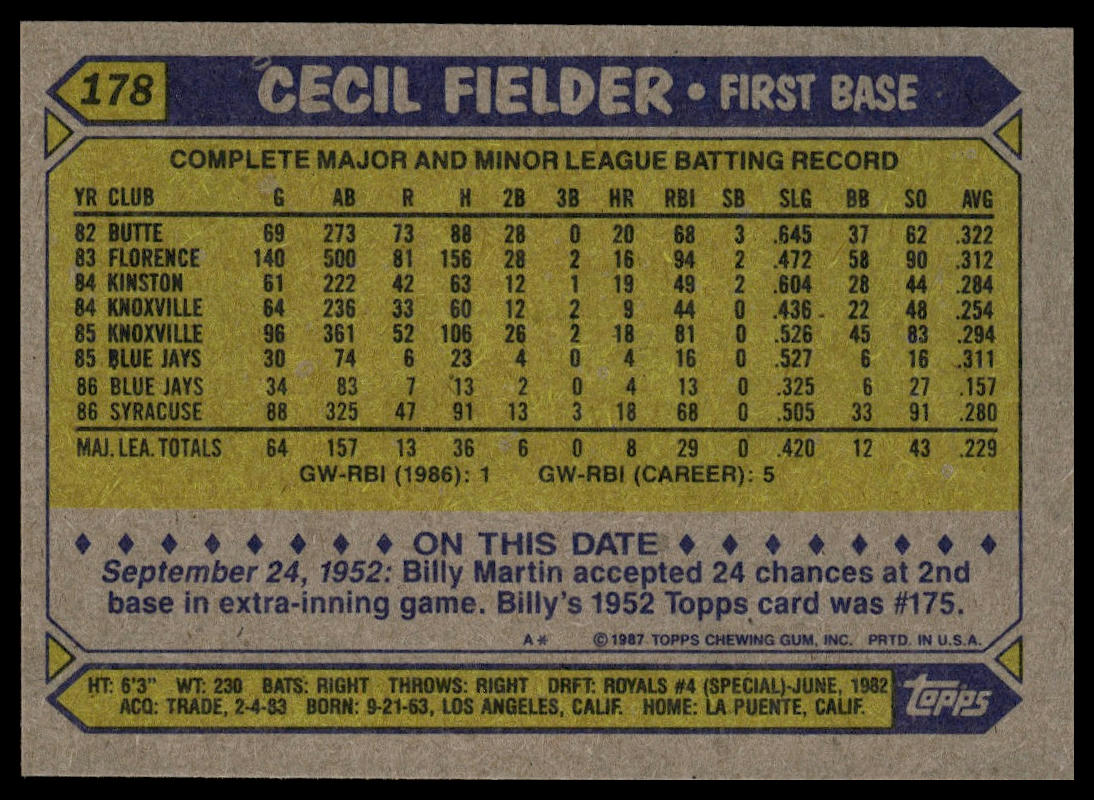 178 CECIL FIELDER • FIRST BASE
COMPLETE MAJOR AND MINOR LEAGUE BATTING RECORD
YR CLUB G AB R H 2B 3B HR RBI SB SLG BB SO AVG
82 BUTTE 69 273 73 88 28 0 20 68 3 .645 37 62 .322
83 FLORENCE 140 500 81 156 28 2 16 94 2 .472 58 90 .312
84 KINSTON 61 222 42 63 12 1 19 49 2 .604 28 44 .284
84 KNOXVILLE 64 236 33 60 12 2 9 44 0 .436 22 48 .254
85 KNOXVILLE 96 361 52 106 26 2 18 81 0 .526 45 83 .294
85 BLUE JAYS 30 74 6 23 4 0 4 16 0 .527 6 16 .311
86 BLUE JAYS 34 83 7 13 2 0 4 13 0 .325 6 27 .157
86 SYRACUSE 88 325 47 91 13 3 18 68 0 .505 33 91 .280
MAJ. LEA. TOTALS 64 157 13 36 6 0 8 29 0 .420 12 43 .229
GW-RBI (1986): 1 GW-RBI (CAREER): 5
♦ ♦ ♦ ♦ ♦ ♦ ♦ ♦ ON THIS DATE ♦ ♦ ♦ ♦ ♦ ♦ ♦ ♦
September 24, 1952: Billy Martin accepted 24 chances at 2nd
base in extra-inning game. Billy's 1952 Topps card was #175.
A* ©1987 TOPPS CHEWING GUM, INC. PRTD. IN U.S.A.
HT: 6'3" WT: 230 BATS: RIGHT THROWS: RIGHT DRFT: ROYALS #4 (SPECIAL)-JUNE, 1982
ACQ: TRADE, 2-4-83 BORN: 9-21-63, LOS ANGELES, CALIF. HOME: LA PUENTE, CALIF.
topps